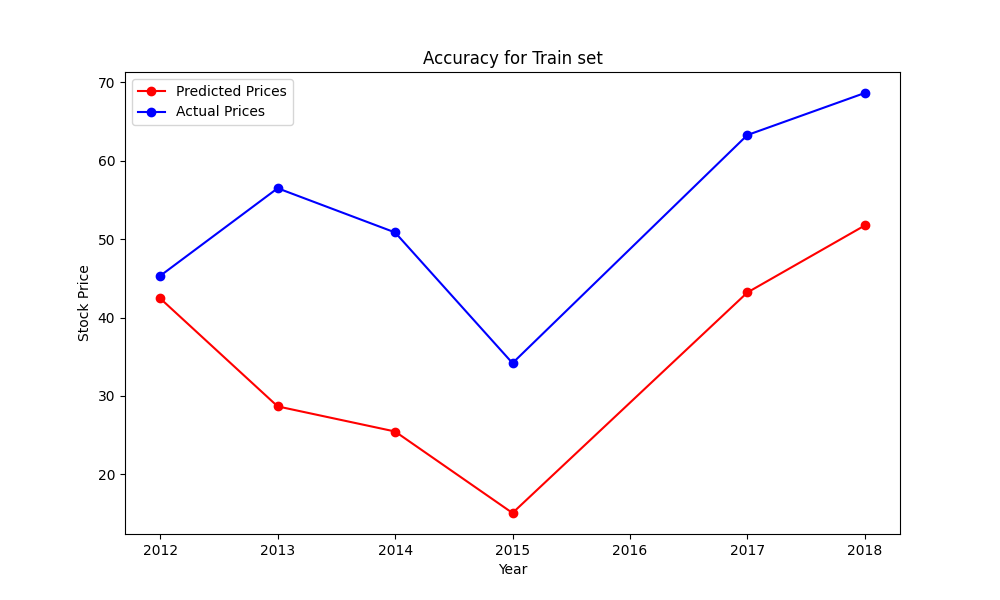 Accuracy for Train set
Predicted Prices
Actual Prices
70
60
50
40
30
20
Stock Price
2012 2013 2014 2015 2016 2017 2018
Year